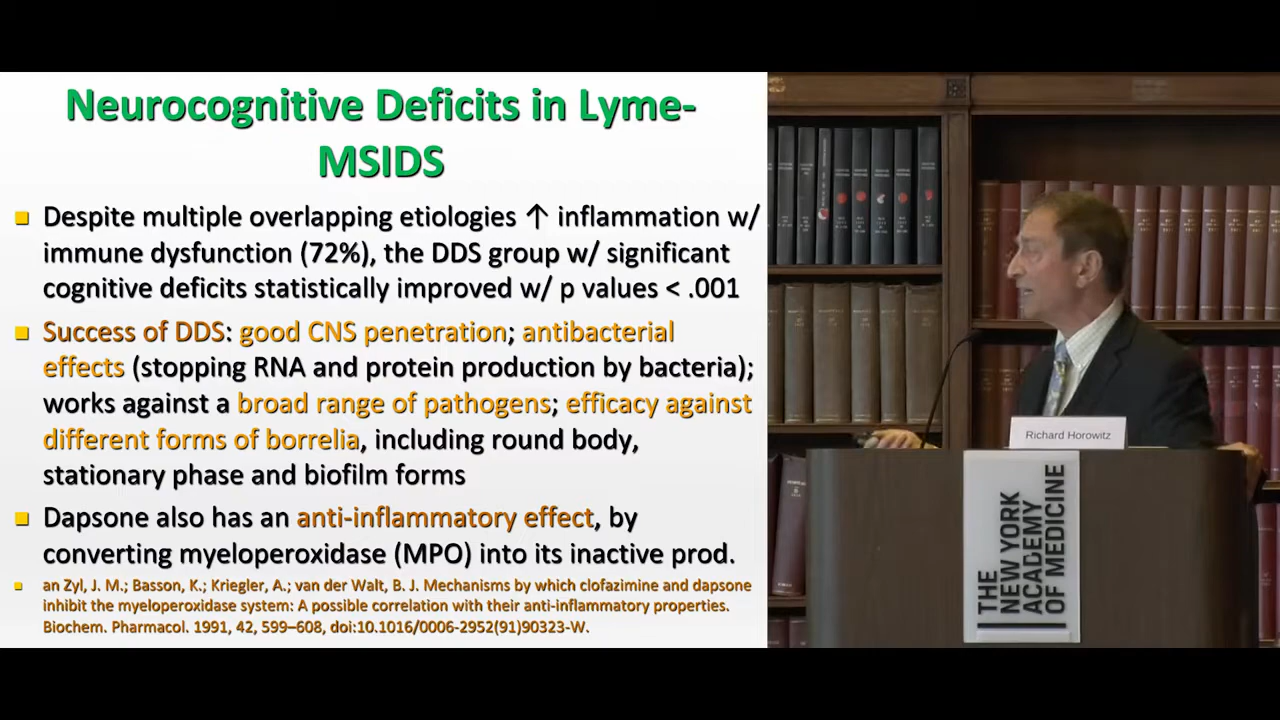 Neurocognitive Deficits in Lyme-
MSIDS
Despite multiple overlapping etiologies ↑ inflammation w/
immune dysfunction (72%), the DDS group w/ significant
cognitive deficits statistically improved w/ p values < .001
Success of DDS: good CNS penetration; antibacterial
effects (stopping RNA and protein production by bacteria);
works against a broad range of pathogens; efficacy against
different forms of borrelia, including round body,
stationary phase and biofilm forms
Dapsone also has an anti-inflammatory effect, by
converting myeloperoxidase (MPO) into its inactive prod.
an Zyl, J. M.; Basson, K.; Kriegler, A.; van der Walt, B. J. Mechanisms by which clofazimine and dapsone
inhibit the myeloperoxidase system: A possible correlation with their anti-inflammatory properties.
Biochem. Pharmacol. 1991, 42, 599–608, doi:10.1016/0006-2952(91)90323-W.
Richard Horowitz
THE
NEW YORK
ACADEMY
OF MEDICINE